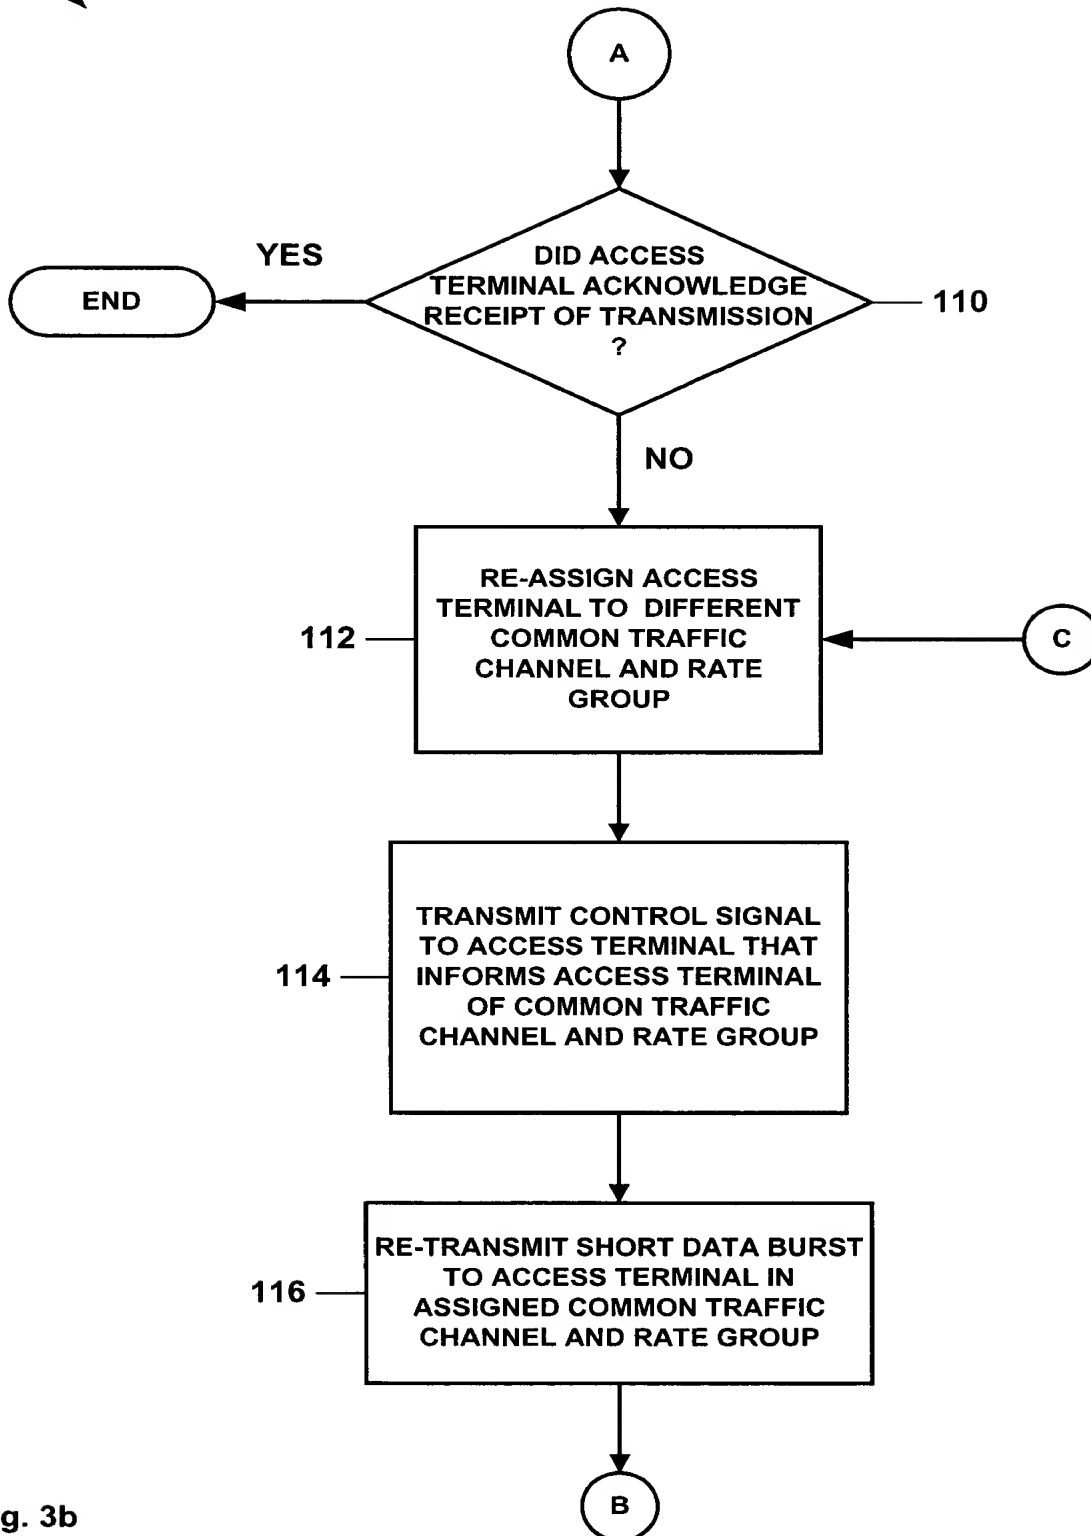 A
DID ACCESS
TERMINAL ACKNOWLEDGE
RECEIPT OF TRANSMISSION
?
YES
END
110
NO
RE-ASSIGN ACCESS
TERMINAL TO DIFFERENT
COMMON TRAFFIC
CHANNEL AND RATE
GROUP
112
C
TRANSMIT CONTROL SIGNAL
TO ACCESS TERMINAL THAT
INFORMS ACCESS TERMINAL
OF COMMON TRAFFIC
CHANNEL AND RATE GROUP
114
RE-TRANSMIT SHORT DATA BURST
TO ACCESS TERMINAL IN
ASSIGNED COMMON TRAFFIC
CHANNEL AND RATE GROUP
116
B
g. 3b